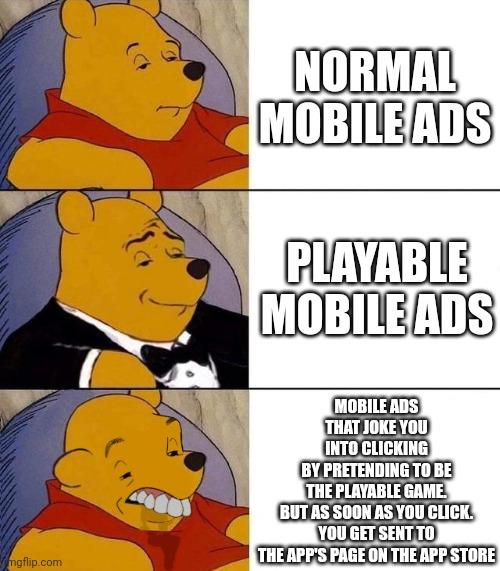 NORMAL
MOBILE ADS
PLAYABLE
MOBILE ADS
MOBILE ADS
THAT JOKE YOU
INTO CLICKING
BY PRETENDING TO BE
THE PLAYABLE GAME.
BUT AS SOON AS YOU CLICK.
YOU GET SENT TO
THE APP'S PAGE ON THE APP STORE
imgflip.com